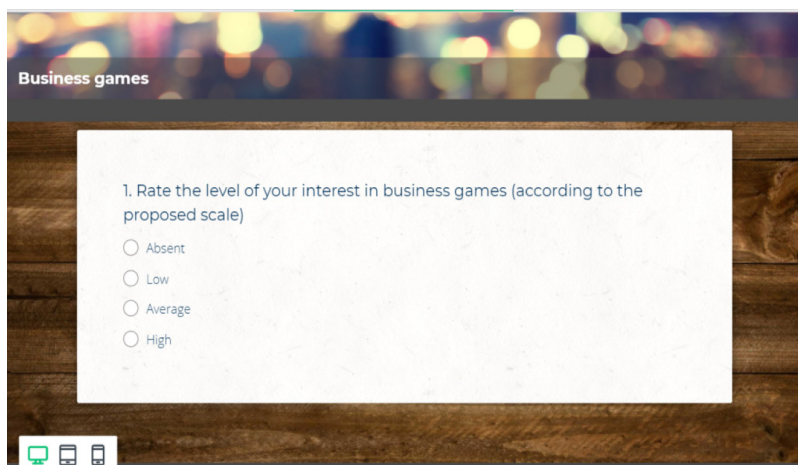 Business games
1. Rate the level of your interest in business games (according to the
proposed scale)
Absent
Low
Average
High